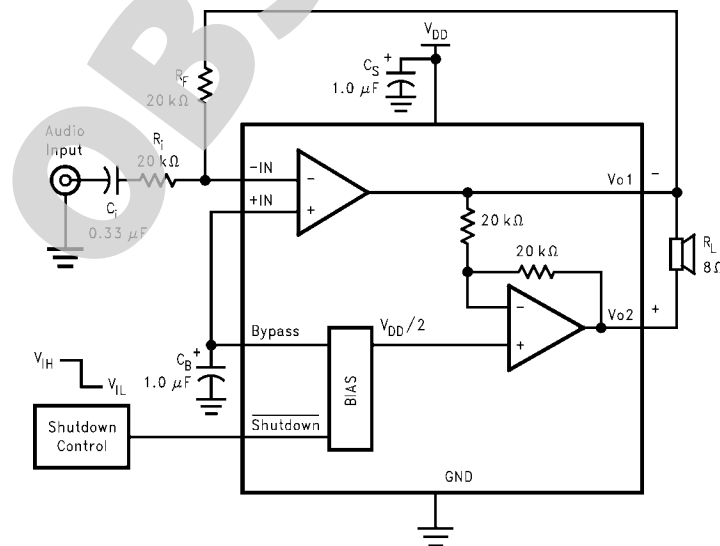 OBS
V_DD
C_S +
1.0 μF
R_F
20 kΩ
Audio
Input
R_i
20 kΩ
C_i
0.33 μF
-IN
+IN
-
+
Vo1
-
20 kΩ
20 kΩ
R_L
8Ω
-
+
Vo2
+
Bypass
V_DD/2
C_B +
1.0 μF
BIAS
V_IH
V_IL
Shutdown
Shutdown
Control
GND